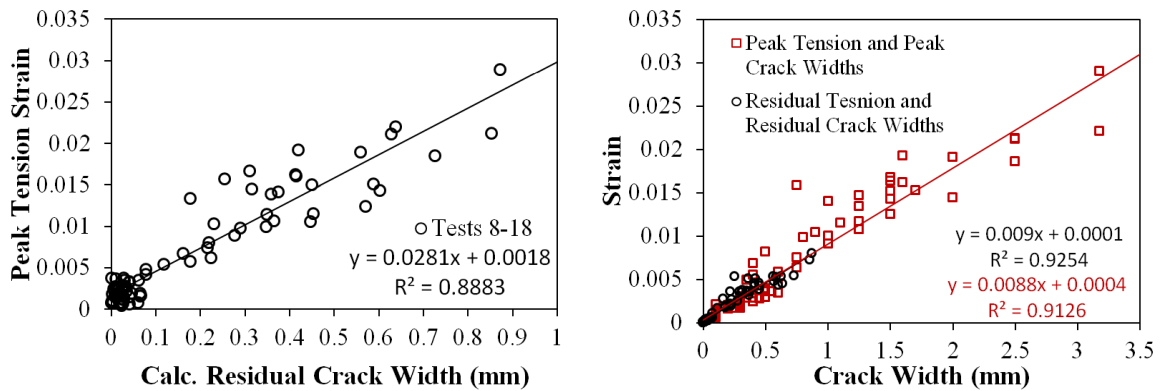 0.035
0.03
0.025
0.02
0.015
0.01
0.005
0
Peak Tension Strain
Tests 8-18
y = 0.0281x + 0.0018
R² = 0.8883
0 0.1 0.2 0.3 0.4 0.5 0.6 0.7 0.8 0.9 1
Calc. Residual Crack Width (mm)
0.035
0.03
0.025
0.02
0.015
0.01
0.005
0
Strain
Peak Tension and Peak
Crack Widths
Residual Tesnion and
Residual Crack Widths
y = 0.009x + 0.0001
R² = 0.9254
y = 0.0088x + 0.0004
R² = 0.9126
0 0.5 1 1.5 2 2.5 3 3.5
Crack Width (mm)